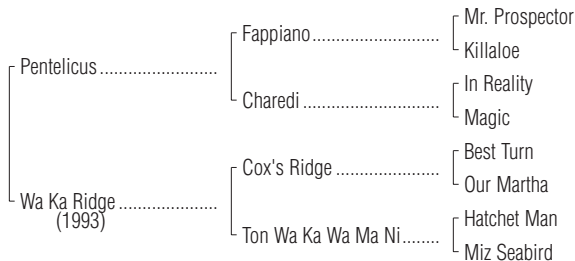 Mr. Prospector
Fappiano
Killaloe
Pentelicus
In Reality
Charedi
Magic
Best Turn
Cox's Ridge
Our Martha
Wa Ka Ridge
(1993)
Hatchet Man
Ton Wa Ka Wa Ma Ni
Miz Seabird